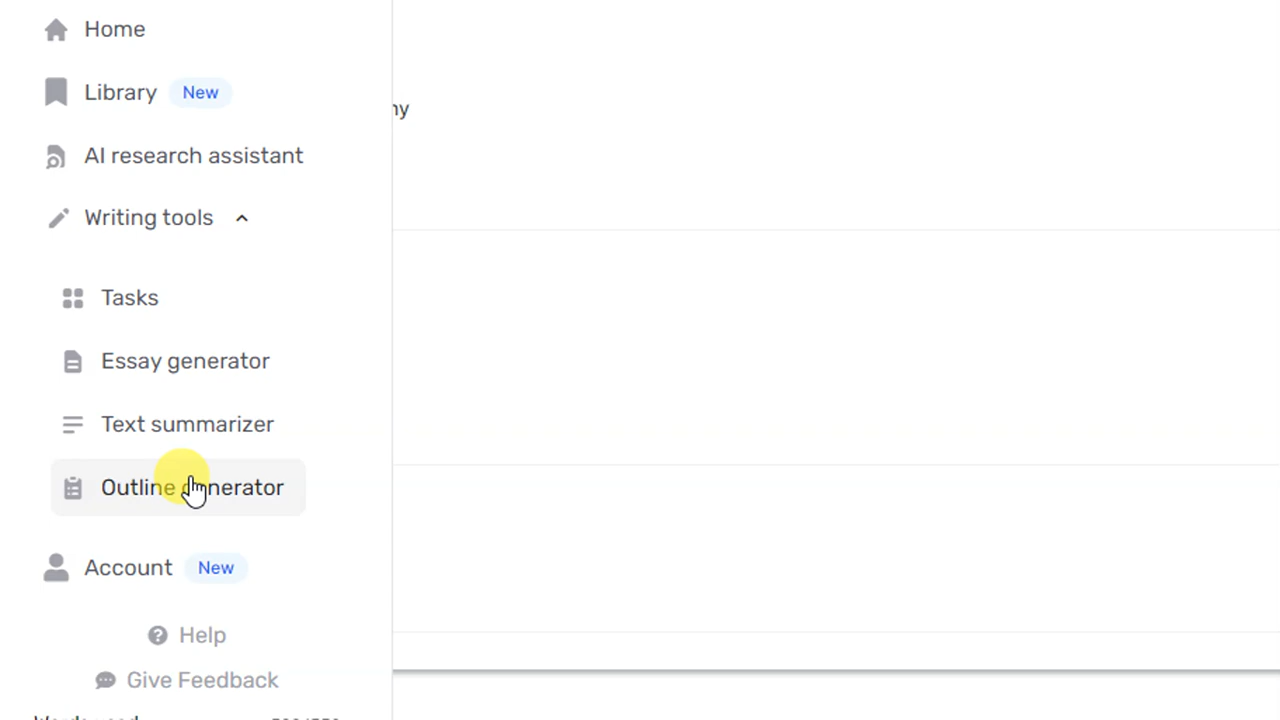 Home
Library New
ny
AI research assistant
Writing tools
Tasks
Essay generator
Text summarizer
Outline generator
Account New
Help
Give Feedback